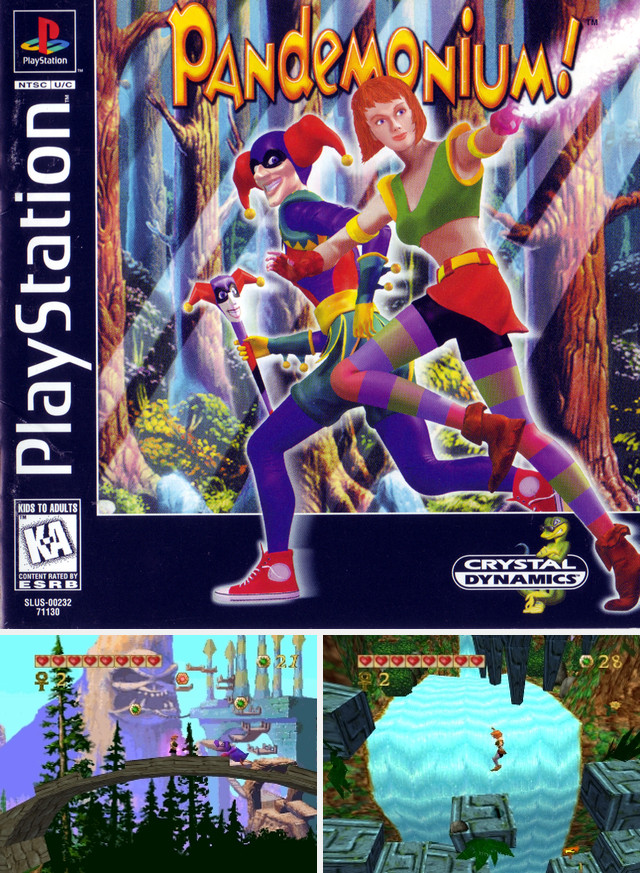 PlayStation
NTSC U/C
PlayStation™
PANDEMONIUM!™
KIDS TO ADULTS
K-A
CONTENT RATED BY
ESRB
SLUS-00232
71130
CRYSTAL
DYNAMICS
21
2
28
2